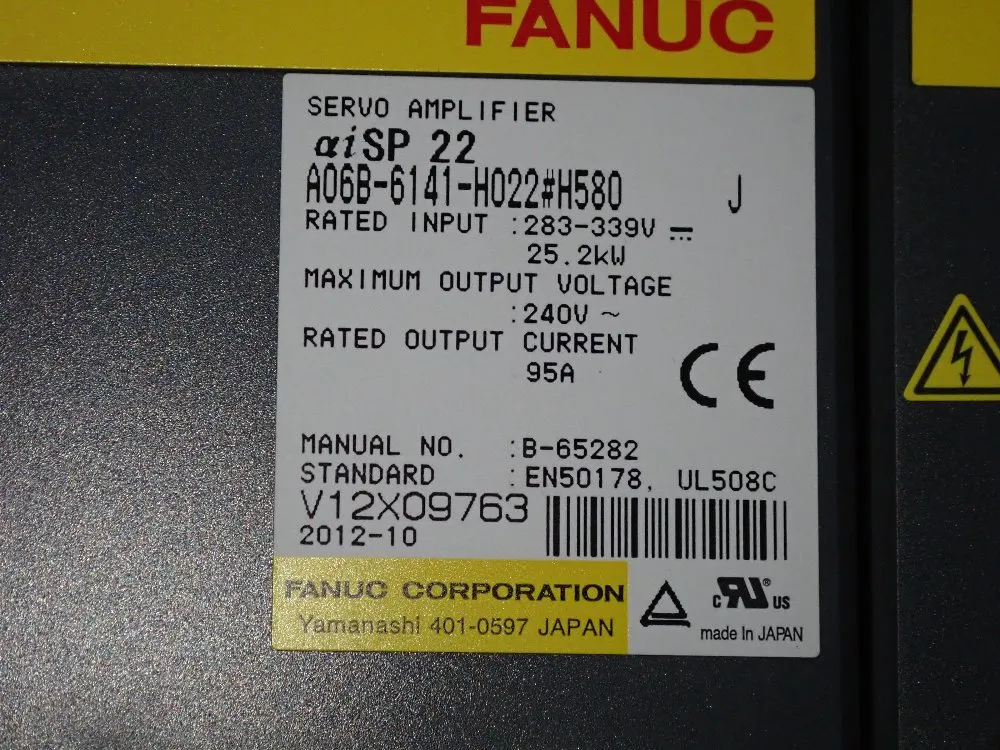 FANUC
SERVO AMPLIFIER
αiSP 22
A06B-6141-H022#H580 J
RATED INPUT :283-339V ⎓
25.2kW
MAXIMUM OUTPUT VOLTAGE
:240V ~
RATED OUTPUT CURRENT
95A
CE
MANUAL NO. :B-65282
STANDARD :EN50178, UL508C
V12X09763
2012-10
FANUC CORPORATION
Yamanashi 401-0597 JAPAN
c RU ® US
made In JAPAN